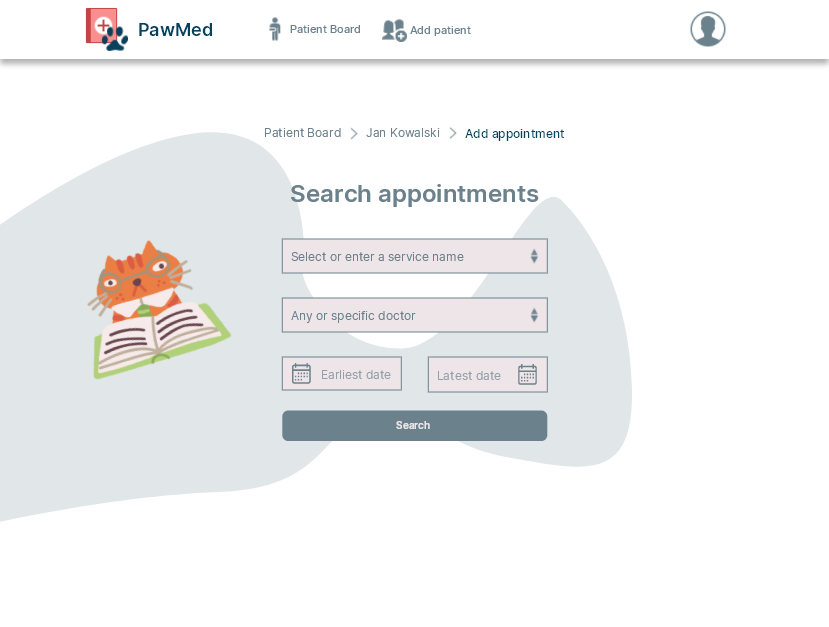 PawMed
Patient Board
Add patient
Patient Board
Jan Kowalski
Add appointment
Search appointments
Select or enter a service name
Any or specific doctor
Earliest date
Latest date
Search